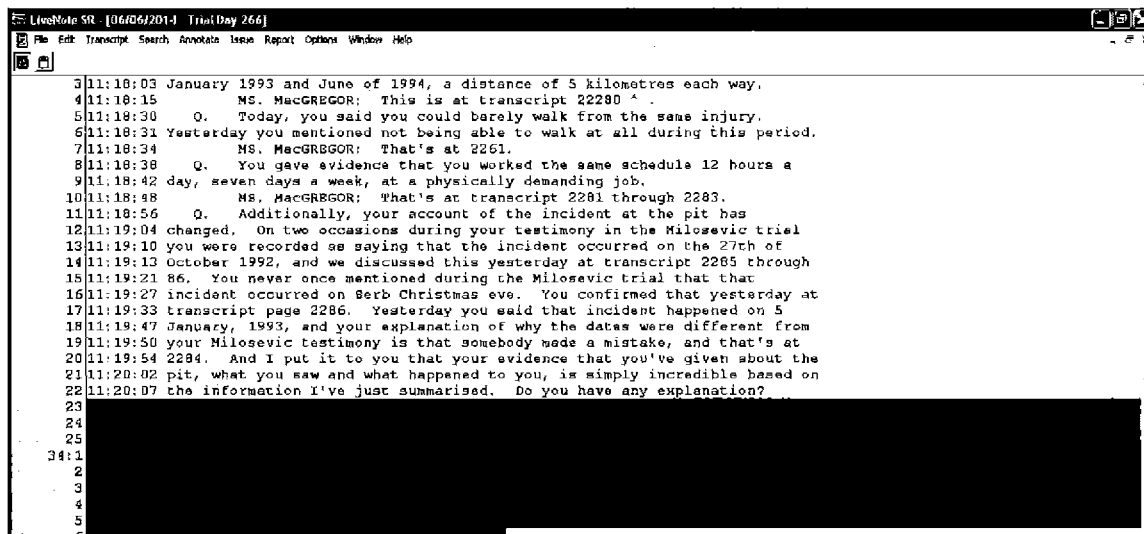 LiveNote SR - [06/06/201 Trial Day 266]
File Edit Transcript Search Annotate Issue Report Options Window Help
3 11:18:03 January 1993 and June of 1994, a distance of 5 kilometres each way.
4 11:18:15 MS. MacGREGOR: This is at transcript 22280 ^ .
5 11:18:30 Q. Today, you said you could barely walk from the same injury.
6 11:18:31 Yesterday you mentioned not being able to walk at all during this period.
7 11:18:34 MS. MacGREGOR: That's at 2261.
8 11:18:38 Q. You gave evidence that you worked the same schedule 12 hours a
9 11:18:42 day, seven days a week, at a physically demanding job.
10 11:18:48 MS. MacGREGOR: That's at transcript 2281 through 2283.
11 11:18:56 Q. Additionally, your account of the incident at the pit has
12 11:19:04 changed. On two occasions during your testimony in the Milosevic trial
13 11:19:10 you were recorded as saying that the incident occurred on the 27th of
14 11:19:13 October 1992, and we discussed this yesterday at transcript 2285 through
15 11:19:21 86. You never once mentioned during the Milosevic trial that that
16 11:19:27 incident occurred on Serb Christmas eve. You confirmed that yesterday at
17 11:19:33 transcript page 2286. Yesterday you said that incident happened on 5
18 11:19:47 January, 1993, and your explanation of why the dates were different from
19 11:19:50 your Milosevic testimony is that somebody made a mistake, and that's at
20 11:19:54 2284. And I put it to you that your evidence that you've given about the
21 11:20:02 pit, what you saw and what happened to you, is simply incredible based on
22 11:20:07 the information I've just summarised. Do you have any explanation?
23
24
25
34:1
2
3
4
5